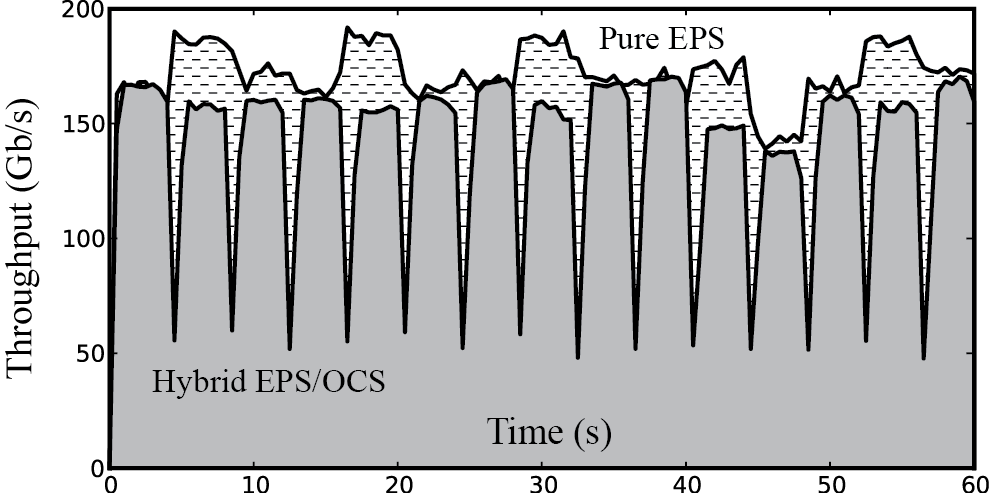 200
150
100
50
0
Throughput (Gb/s)
Pure EPS
Hybrid EPS/OCS
Time (s)
0 10 20 30 40 50 60